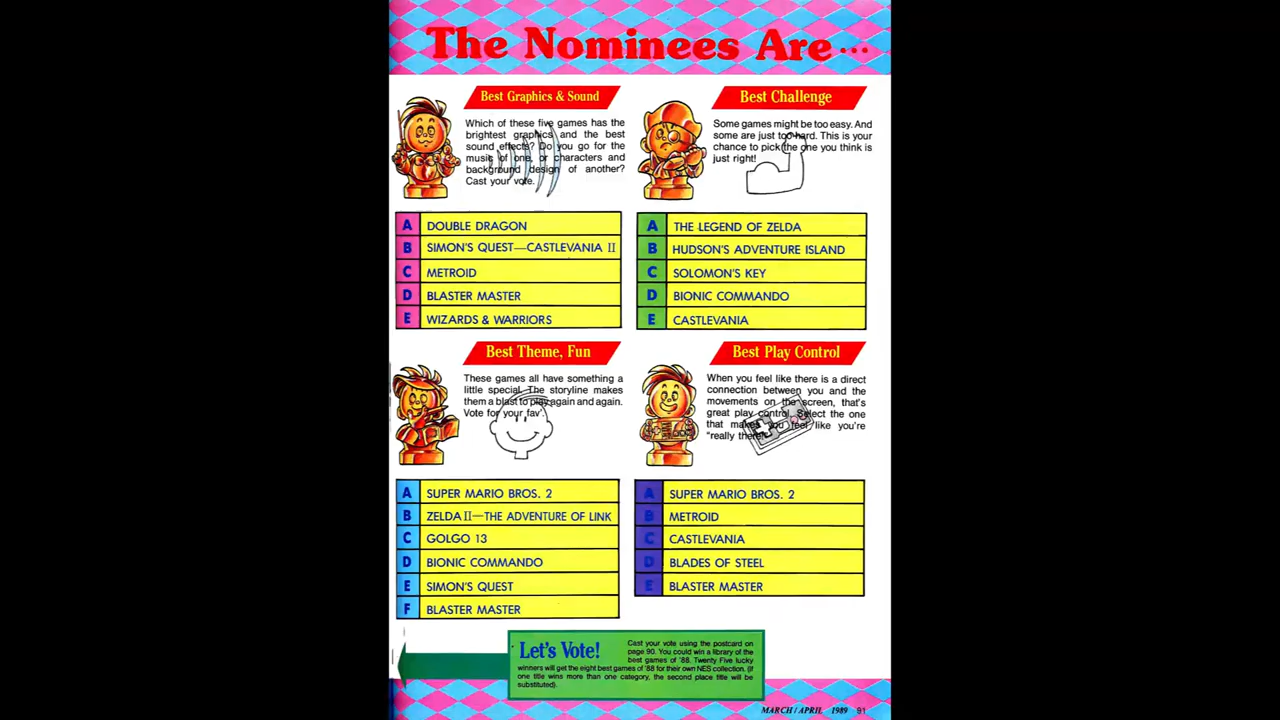 The Nominees Are...
Best Graphics & Sound
Which of these five games has the
brightest graphics and the best
sound effects? Do you go for the
music of one, or characters and
background design of another?
Cast your vote.
A DOUBLE DRAGON
B SIMON'S QUEST—CASTLEVANIA II
C METROID
D BLASTER MASTER
E WIZARDS & WARRIORS
Best Challenge
Some games might be too easy. And
some are just too hard. This is your
chance to pick the one you think is
just right!
A THE LEGEND OF ZELDA
B HUDSON'S ADVENTURE ISLAND
C SOLOMON'S KEY
D BIONIC COMMANDO
E CASTLEVANIA
Best Theme, Fun
These games all have something a
little special. The storyline makes
them a blast to play again and again.
Vote for your fav'.
A SUPER MARIO BROS. 2
B ZELDA II—THE ADVENTURE OF LINK
C GOLGO 13
D BIONIC COMMANDO
E SIMON'S QUEST
F BLASTER MASTER
Best Play Control
When you feel like there is a direct
connection between you and the
movements on the screen, that's
great play control. Select the one
that makes you feel like you're
"really there!"
A SUPER MARIO BROS. 2
B METROID
C CASTLEVANIA
D BLADES OF STEEL
E BLASTER MASTER
Let's Vote!
Cast your vote using the postcard on
page 90. You could win a library of the
best games of '88. Twenty Five lucky
winners will get the eight best games of '88 for their own NES collection. (If
one title wins more than one category, the second place title will be
substituted).
MARCH/APRIL 1989 91